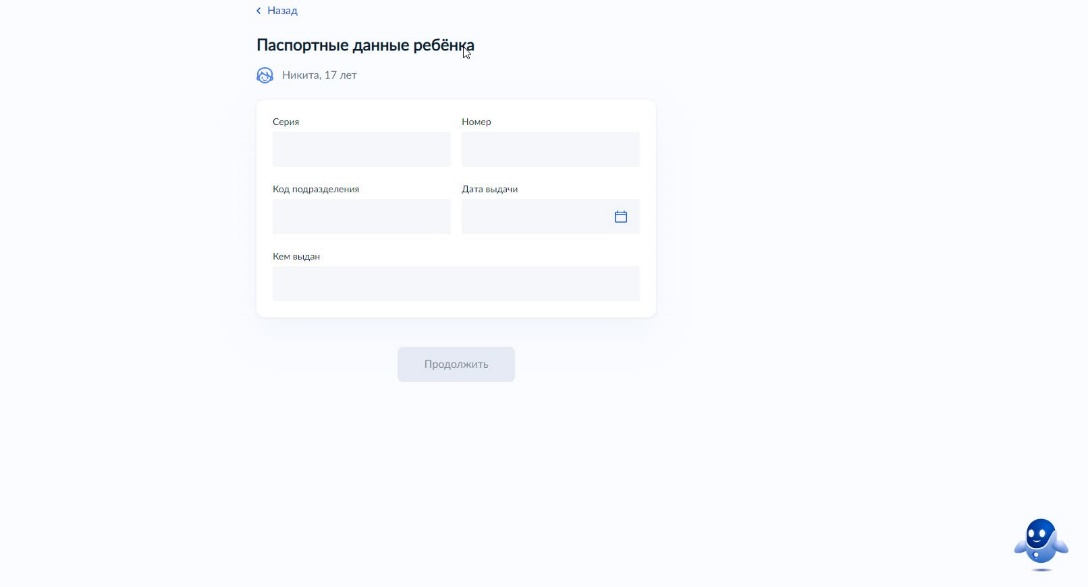 Назад
Паспортные данные ребёнка
Никита, 17 лет
Серия
Номер
Код подразделения
Дата выдачи
Кем выдан
Продолжить